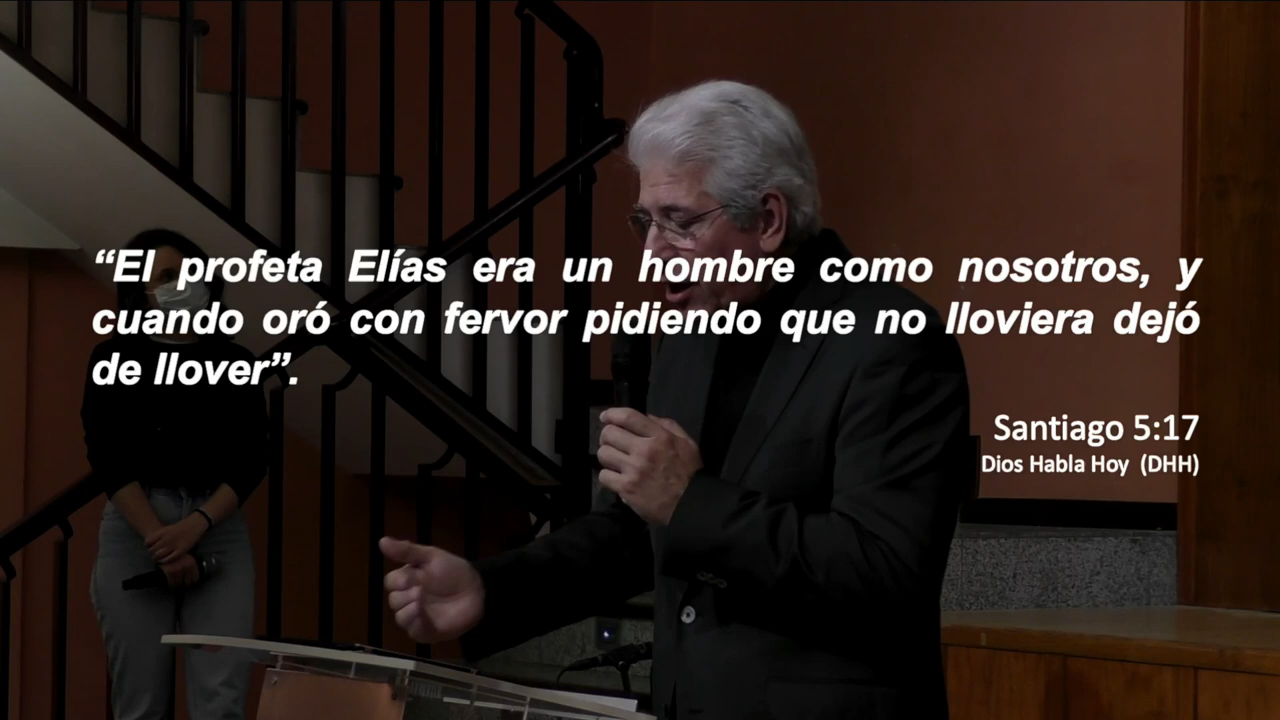 “El profeta Elías era un hombre como nosotros, y
cuando oró con fervor pidiendo que no lloviera dejó
de llover”.
Santiago 5:17
Dios Habla Hoy (DHH)